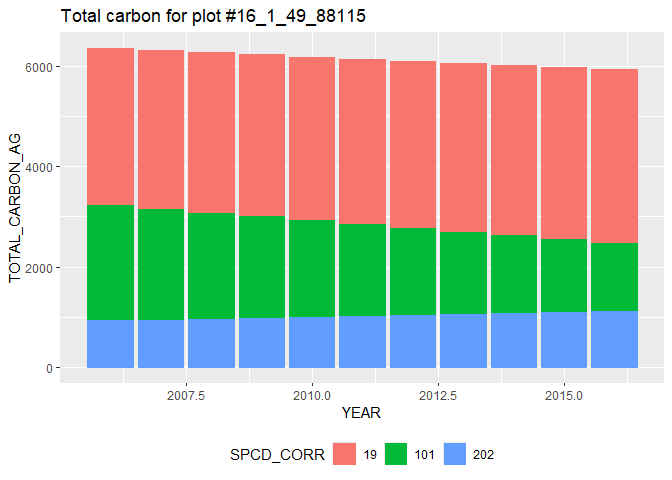 Total carbon for plot #16_1_49_88115
TOTAL_CARBON_AG
6000
4000
2000
0
2007.5 2010.0 2012.5 2015.0
YEAR
SPCD_CORR 19 101 202